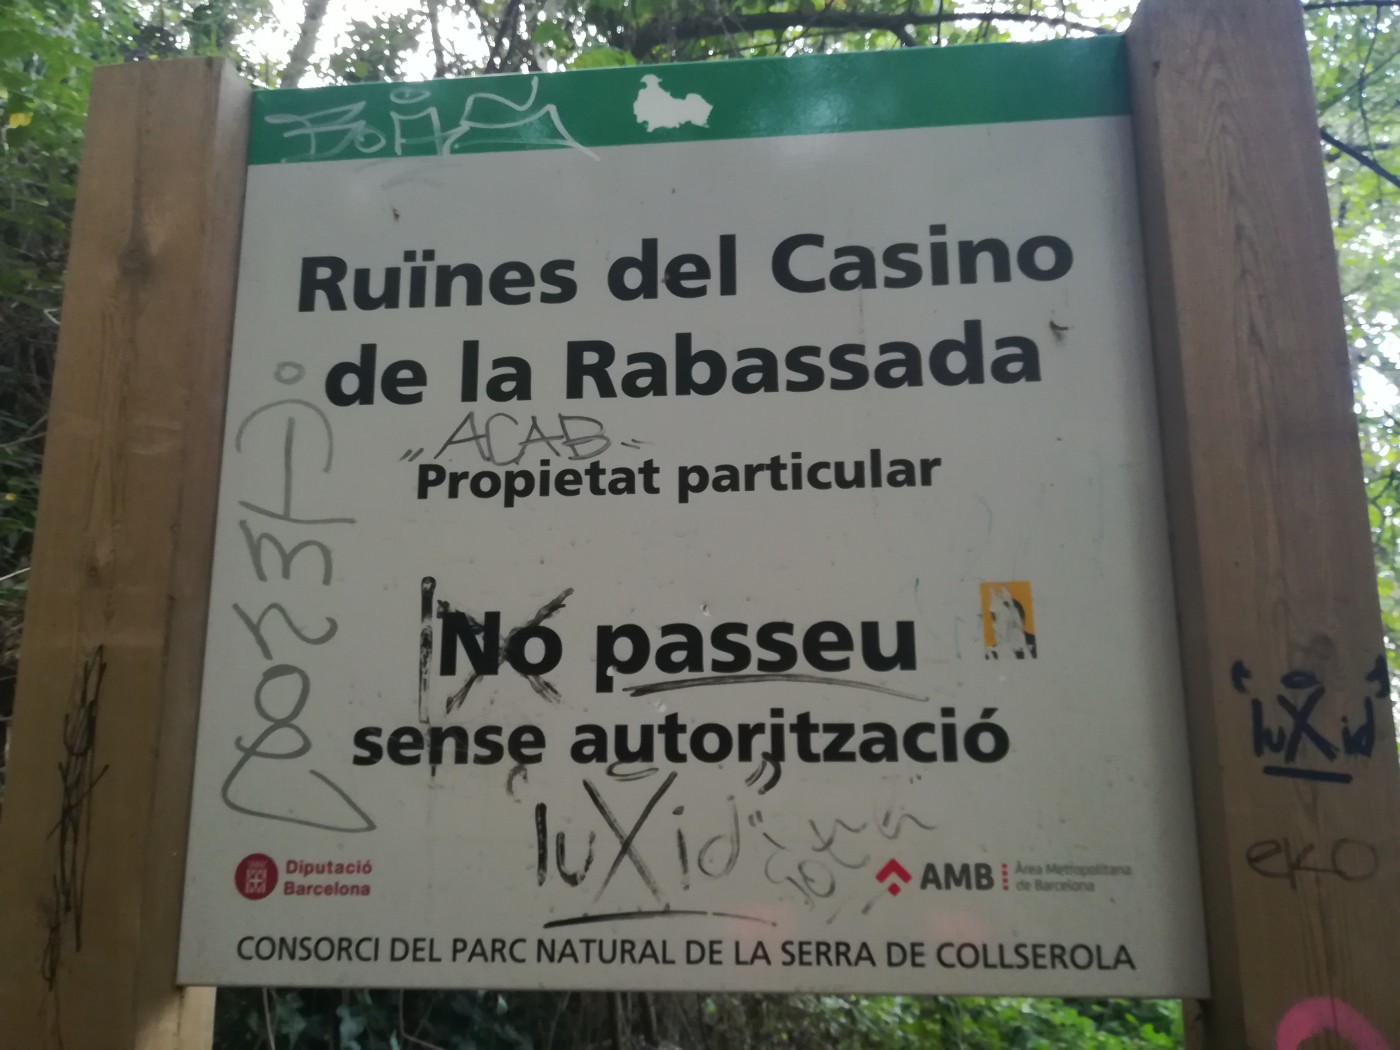 Ruïnes del Casino
de la Rabassada
"ACAB"
Propietat particular
No passeu
sense autorització
"luXid"
"luXid"
eko
Diputació
Barcelona
AMB
Àrea Metropolitana
de Barcelona
CONSORCI DEL PARC NATURAL DE LA SERRA DE COLLSEROLA